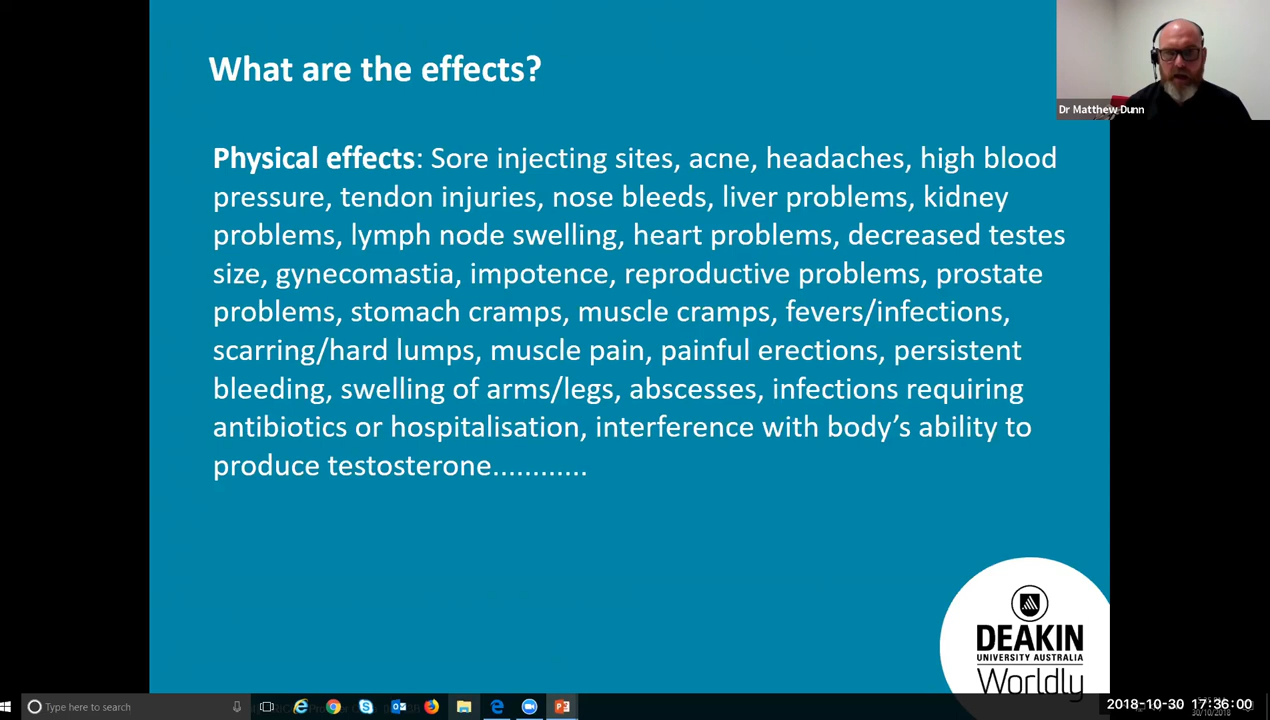 What are the effects?
Dr Matthew Dunn
Physical effects: Sore injecting sites, acne, headaches, high blood
pressure, tendon injuries, nose bleeds, liver problems, kidney
problems, lymph node swelling, heart problems, decreased testes
size, gynecomastia, impotence, reproductive problems, prostate
problems, stomach cramps, muscle cramps, fevers/infections,
scarring/hard lumps, muscle pain, painful erections, persistent
bleeding, swelling of arms/legs, abscesses, infections requiring
antibiotics or hospitalisation, interference with body’s ability to
produce testosterone............
DEAKIN
UNIVERSITY AUSTRALIA
Worldly
Type here to search
2018-10-30 17:36:00
30/10/2018